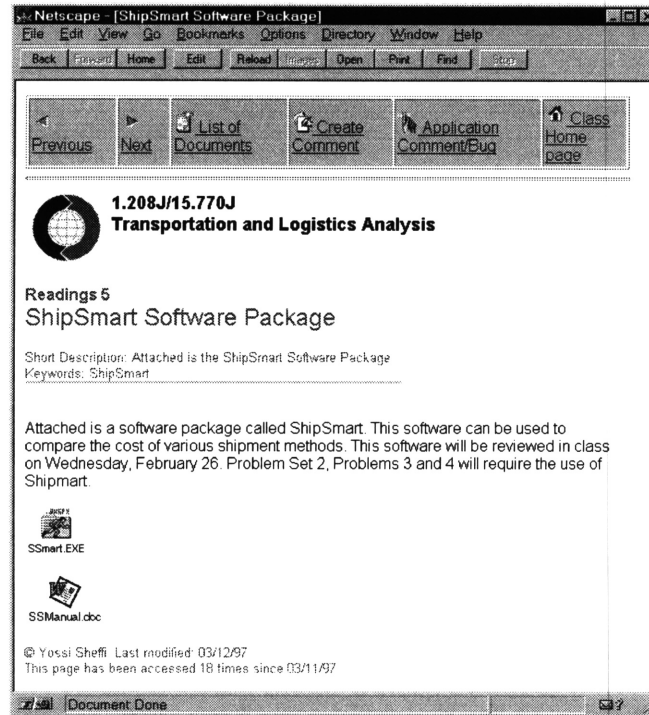 Netscape - [ShipSmart Software Package]
File Edit View Go Bookmarks Options Directory Window Help
Back Forward Home Edit Reload Images Open Print Find Stop
Previous Next List of Documents Create Comment Application Comment/Bug Class Home page
1.208J/15.770J
Transportation and Logistics Analysis
Readings 5
ShipSmart Software Package
Short Description: Attached is the ShipSmart Software Package
Keywords: ShipSmart
Attached is a software package called ShipSmart. This software can be used to
compare the cost of various shipment methods. This software will be reviewed in class
on Wednesday, February 26. Problem Set 2, Problems 3 and 4 will require the use of
Shipmart.
SSmart.EXE
SSManual.doc
© Yossi Sheffi. Last modified: 03/12/97
This page has been accessed 18 times since 03/11/97
Document Done